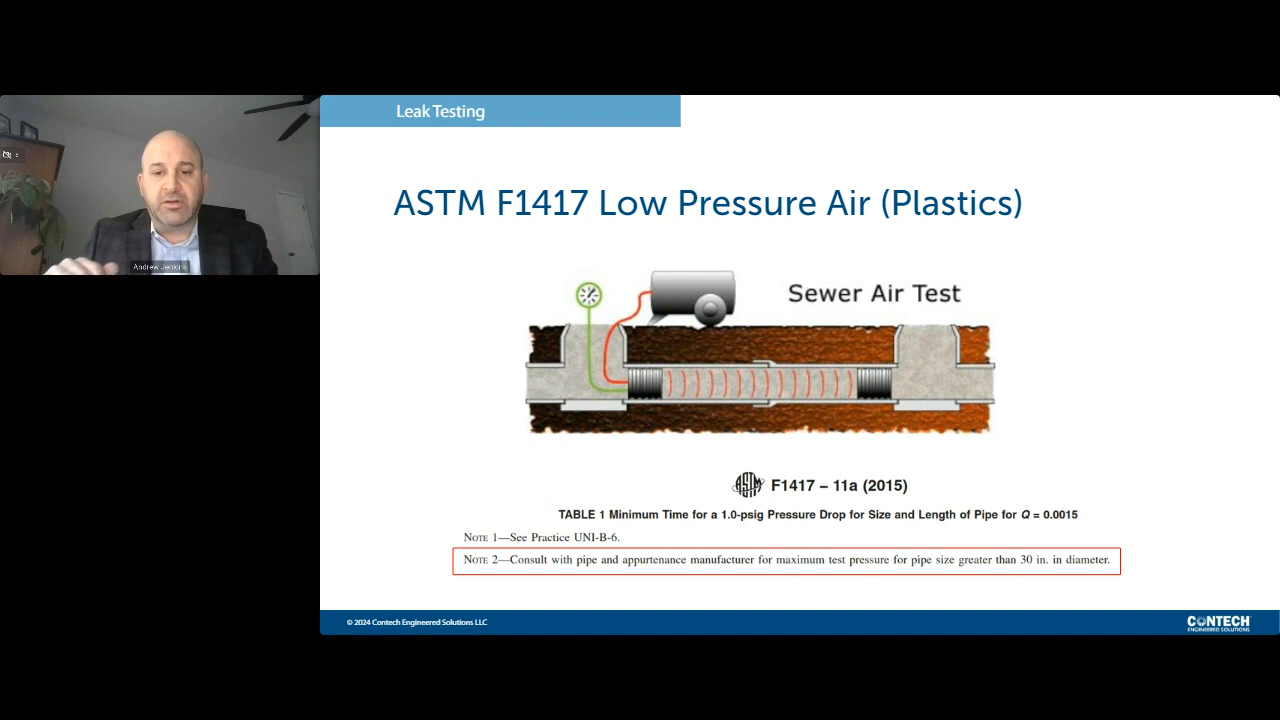 Leak Testing
Andrew Jenkins
ASTM F1417 Low Pressure Air (Plastics)
Sewer Air Test
ASTM F1417 – 11a (2015)
TABLE 1 Minimum Time for a 1.0-psig Pressure Drop for Size and Length of Pipe for Q = 0.0015
NOTE 1—See Practice UNI-B-6.
NOTE 2—Consult with pipe and appurtenance manufacturer for maximum test pressure for pipe size greater than 30 in. in diameter.
© 2024 Contech Engineered Solutions LLC
CONTECH
ENGINEERED SOLUTIONS